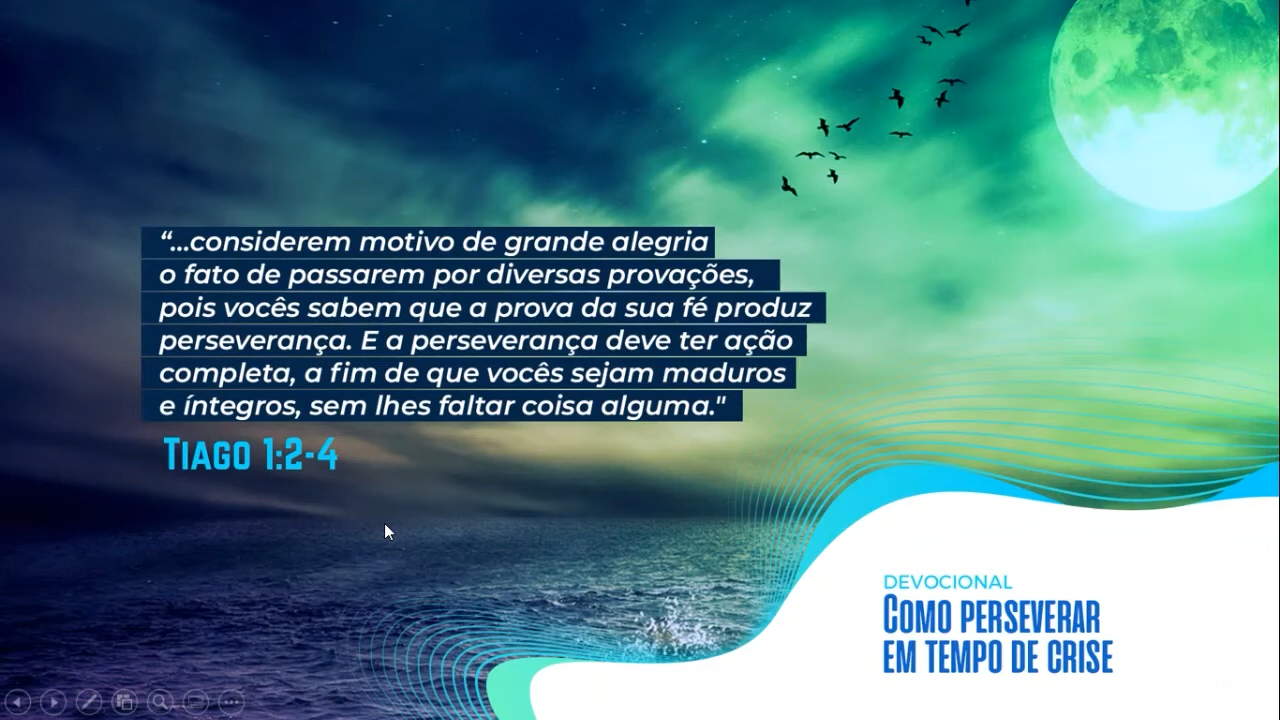 “...considerem motivo de grande alegria
o fato de passarem por diversas provações,
pois vocês sabem que a prova da sua fé produz
perseverança. E a perseverança deve ter ação
completa, a fim de que vocês sejam maduros
e íntegros, sem lhes faltar coisa alguma."
Tiago 1:2-4
DEVOCIONAL
Como perseverar
em tempo de crise